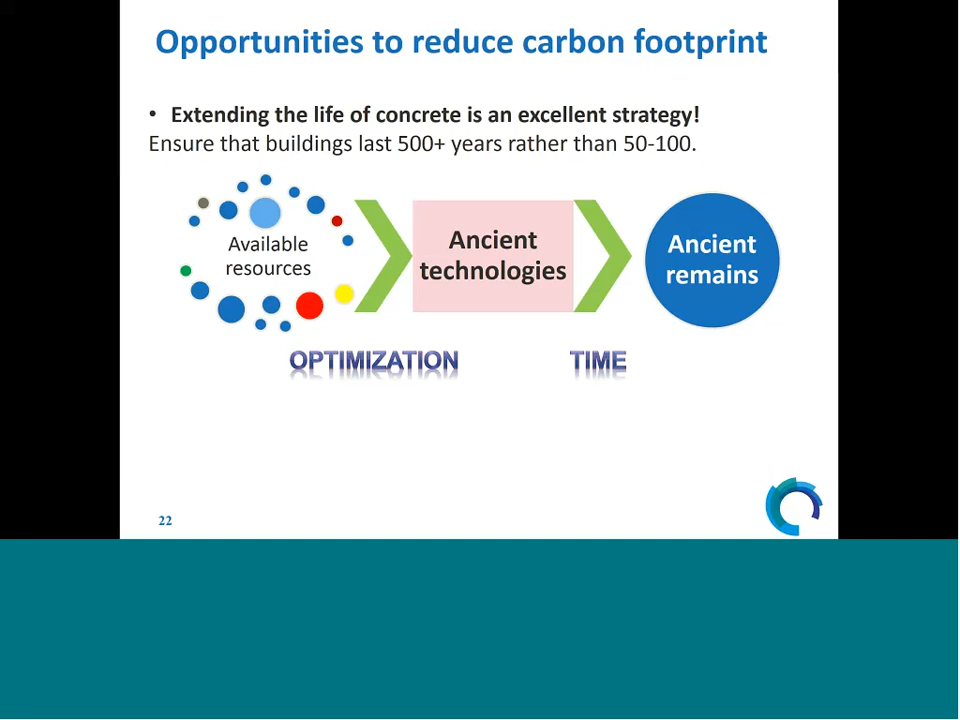 Opportunities to reduce carbon footprint
• Extending the life of concrete is an excellent strategy!
Ensure that buildings last 500+ years rather than 50-100.
Available
resources
Ancient
technologies
Ancient
remains
OPTIMIZATION
TIME
22